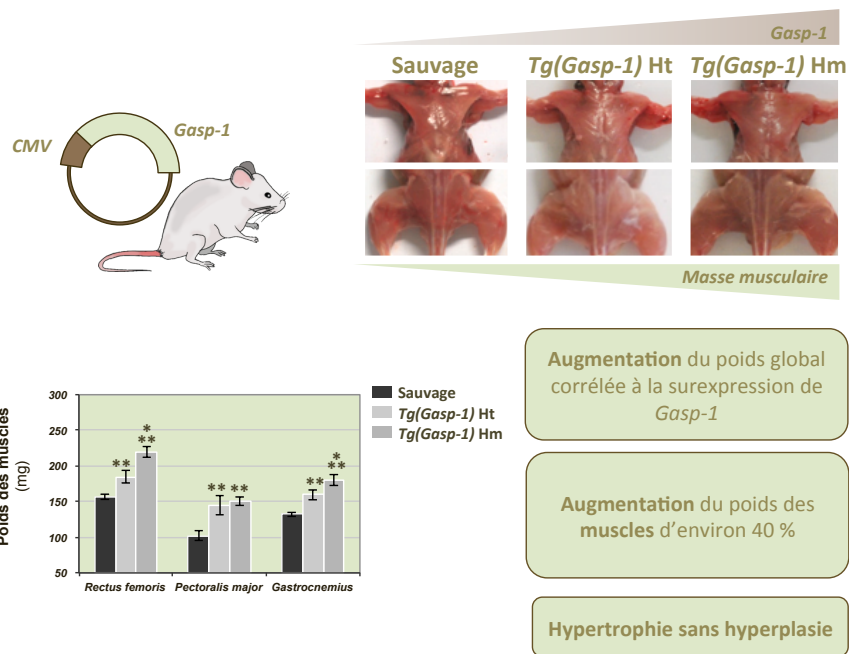 Gasp-1
Sauvage
Tg(Gasp-1) Ht
Tg(Gasp-1) Hm
CMV
Gasp-1
Masse musculaire
Augmentation du poids global
corrélée à la surexpression de
Gasp-1
Augmentation du poids des
muscles d'environ 40 %
Hypertrophie sans hyperplasie
Poids des muscles
(mg)
300
250
200
150
100
50
Sauvage
Tg(Gasp-1) Ht
Tg(Gasp-1) Hm
**
*
**
**
**
**
*
**
Rectus femoris
Pectoralis major
Gastrocnemius